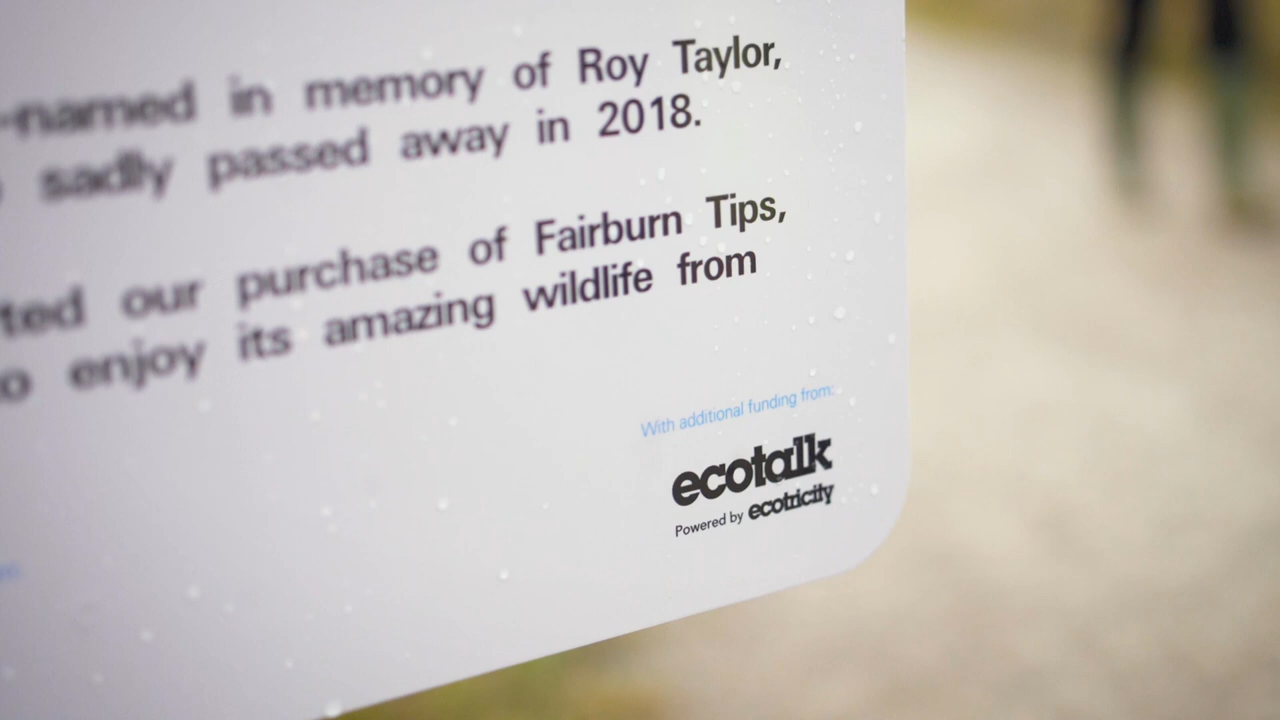 -named in memory of Roy Taylor,
sadly passed away in 2018.
ted our purchase of Fairburn Tips,
to enjoy its amazing wildlife from
With additional funding from:
ecotalk
Powered by ecotricity